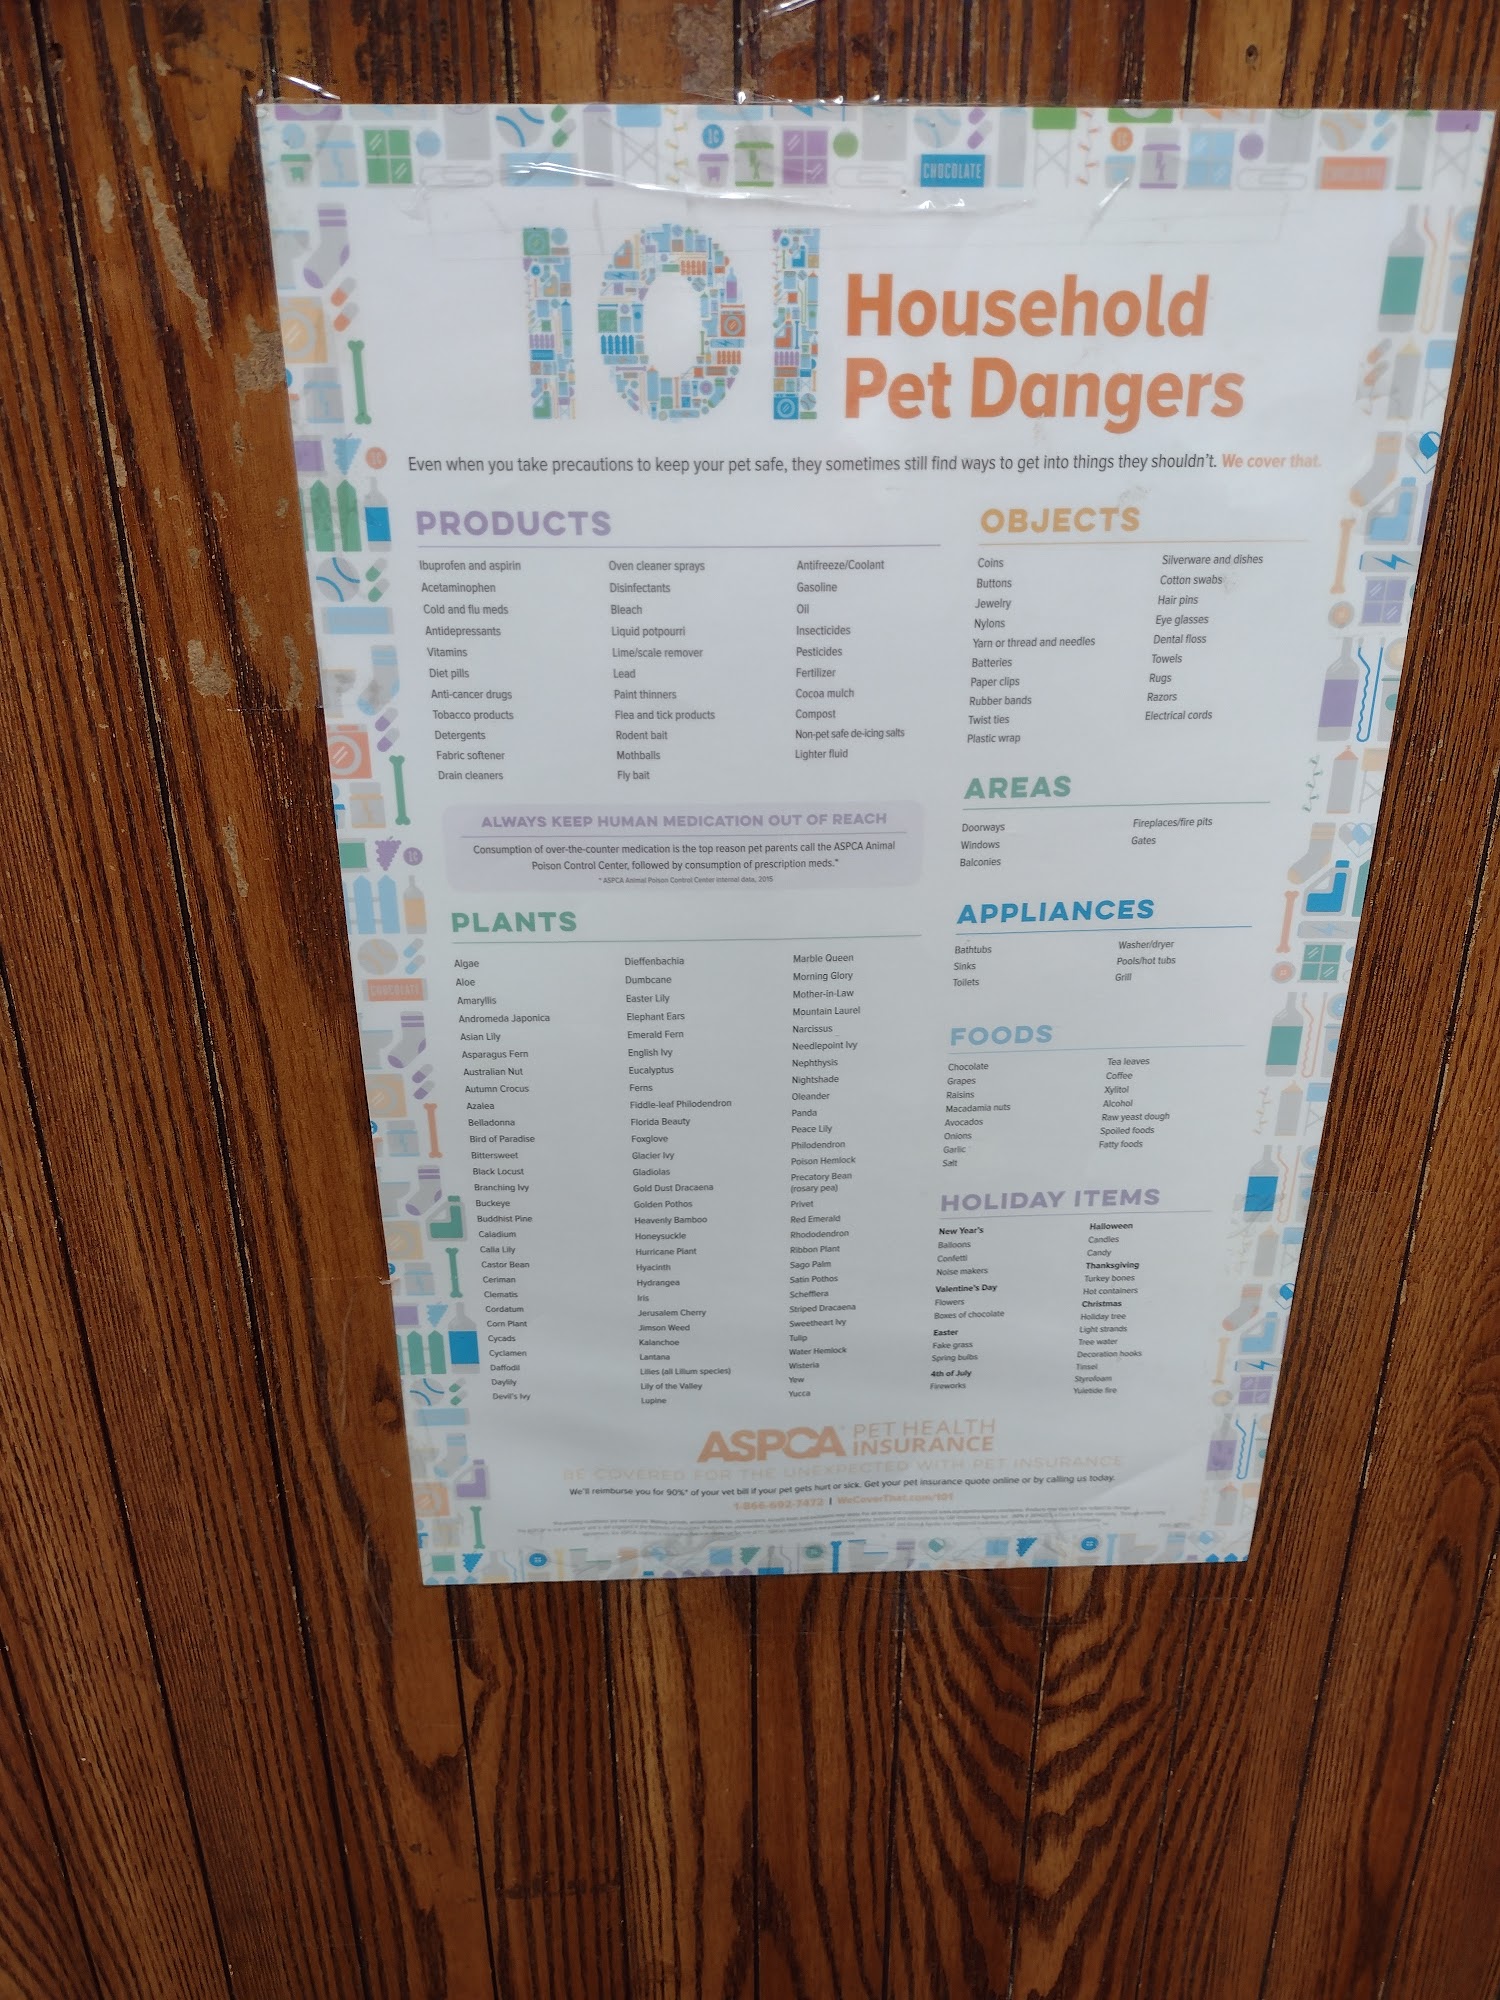 CHOCOLATE
CHOCOLATE
101 Household
Pet Dangers
Even when you take precautions to keep your pet safe, they sometimes still find ways to get into things they shouldn't. We cover that.
PRODUCTS
Ibuprofen and aspirin
Acetaminophen
Cold and flu meds
Antidepressants
Vitamins
Diet pills
Anti-cancer drugs
Tobacco products
Detergents
Fabric softener
Drain cleaners
Oven cleaner sprays
Disinfectants
Bleach
Liquid potpourri
Lime/scale remover
Lead
Paint thinners
Flea and tick products
Rodent bait
Mothballs
Fly bait
Antifreeze/Coolant
Gasoline
Oil
Insecticides
Pesticides
Fertilizer
Cocoa mulch
Compost
Non-pet safe de-icing salts
Lighter fluid
ALWAYS KEEP HUMAN MEDICATION OUT OF REACH
Consumption of over-the-counter medication is the top reason pet parents call the ASPCA Animal
Poison Control Center, followed by consumption of prescription meds.*
* ASPCA Animal Poison Control Center internal data, 2015
PLANTS
Algae
Aloe
Amaryllis
Andromeda Japonica
Asian Lily
Asparagus Fern
Australian Nut
Autumn Crocus
Azalea
Belladonna
Bird of Paradise
Bittersweet
Black Locust
Branching Ivy
Buckeye
Buddhist Pine
Caladium
Calla Lily
Castor Bean
Ceriman
Clematis
Cordatum
Corn Plant
Cycads
Cyclamen
Daffodil
Daylily
Devil's Ivy
Dieffenbachia
Dumbcane
Easter Lily
Elephant Ears
Emerald Fern
English Ivy
Eucalyptus
Ferns
Fiddle-leaf Philodendron
Florida Beauty
Foxglove
Glacier Ivy
Gladiolas
Gold Dust Dracaena
Golden Pothos
Heavenly Bamboo
Honeysuckle
Hurricane Plant
Hyacinth
Hydrangea
Iris
Jerusalem Cherry
Jimson Weed
Kalanchoe
Lantana
Lilies (all Lilium species)
Lily of the Valley
Lupine
Marble Queen
Morning Glory
Mother-in-Law
Mountain Laurel
Narcissus
Needlepoint Ivy
Nephthysis
Nightshade
Oleander
Panda
Peace Lily
Philodendron
Poison Hemlock
Precatory Bean
(rosary pea)
Privet
Red Emerald
Rhododendron
Ribbon Plant
Sago Palm
Satin Pothos
Schefflera
Striped Dracaena
Sweetheart Ivy
Tulip
Water Hemlock
Wisteria
Yew
Yucca
OBJECTS
Coins
Buttons
Jewelry
Nylons
Yarn or thread and needles
Batteries
Paper clips
Rubber bands
Twist ties
Plastic wrap
Silverware and dishes
Cotton swabs
Hair pins
Eye glasses
Dental floss
Towels
Rugs
Razors
Electrical cords
AREAS
Doorways
Windows
Balconies
Fireplaces/fire pits
Gates
APPLIANCES
Bathtubs
Sinks
Toilets
Washer/dryer
Pools/hot tubs
Grill
FOODS
Chocolate
Grapes
Raisins
Macadamia nuts
Avocados
Onions
Garlic
Salt
Tea leaves
Coffee
Xylitol
Alcohol
Raw yeast dough
Spoiled foods
Fatty foods
HOLIDAY ITEMS
New Year's
Balloons
Confetti
Noise makers
Valentine's Day
Flowers
Boxes of chocolate
Easter
Fake grass
Spring bulbs
4th of July
Fireworks
Halloween
Candles
Candy
Thanksgiving
Turkey bones
Hot containers
Christmas
Holiday tree
Light strands
Tree water
Decoration hooks
Tinsel
Styrofoam
Yuletide fire
CHOCOLATE
ASPCA PET HEALTH
INSURANCE
BE COVERED FOR THE UNEXPECTED WITH PET INSURANCE
We'll reimburse you for 90%* of your vet bill if your pet gets hurt or sick. Get your pet insurance quote online or by calling us today.
1-866-692-7472 | WeCoverThat.com/101